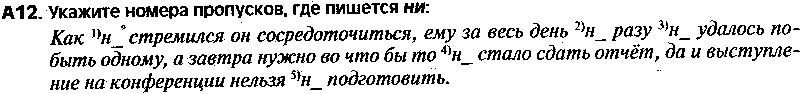 А12. Укажите номера пропусков, где пишется ни:
Как ¹⁾н_ стремился он сосредоточиться, ему за весь день ²⁾н_ разу ³⁾н_ удалось по-
быть одному, а завтра нужно во что бы то ⁴⁾н_ стало сдать отчёт, да и выступле-
ние на конференции нельзя ⁵⁾н_ подготовить.